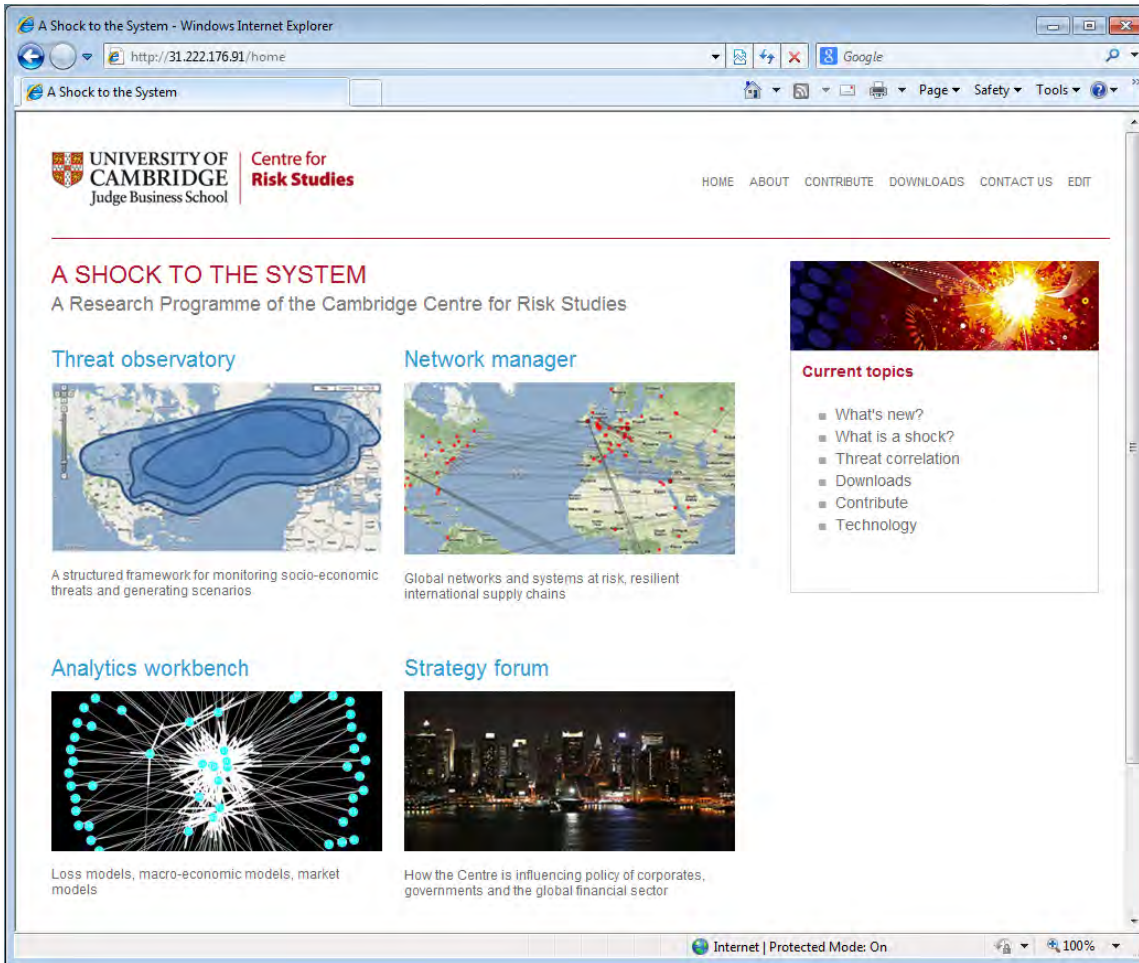 A Shock to the System - Windows Internet Explorer
http://31.222.176.91/home
Google
A Shock to the System
Page
Safety
Tools
UNIVERSITY OF
CAMBRIDGE
Judge Business School
Centre for
Risk Studies
HOME ABOUT CONTRIBUTE DOWNLOADS CONTACT US EDIT
A SHOCK TO THE SYSTEM
A Research Programme of the Cambridge Centre for Risk Studies
Threat observatory
A structured framework for monitoring socio-economic
threats and generating scenarios
Network manager
Global networks and systems at risk, resilient
international supply chains
Current topics
What's new?
What is a shock?
Threat correlation
Downloads
Contribute
Technology
Analytics workbench
Loss models, macro-economic models, market
models
Strategy forum
How the Centre is influencing policy of corporates,
governments and the global financial sector
Internet | Protected Mode: On
100%